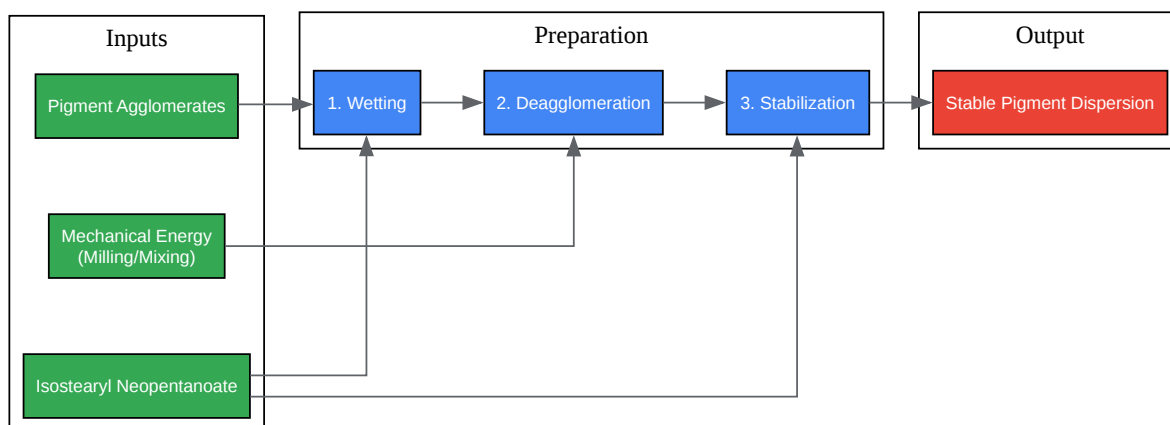 Inputs
Pigment Agglomerates
Mechanical Energy
(Milling/Mixing)
Isostearyl Neopentanoate
Preparation
1. Wetting
2. Deagglomeration
3. Stabilization
Output
Stable Pigment Dispersion